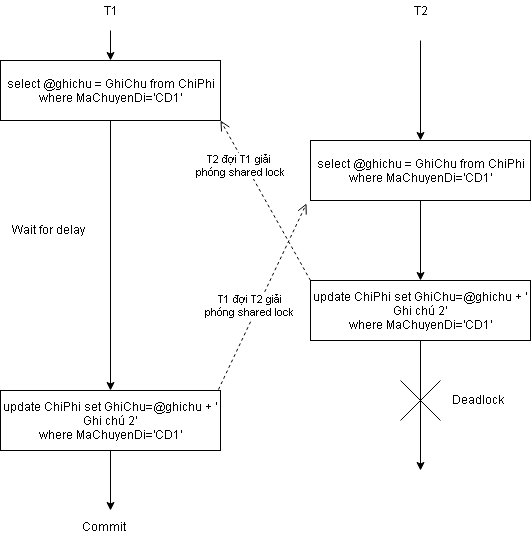 T1
T2
select @ghichu = GhiChu from ChiPhi
where MaChuyenDi='CD1'
T2 đợi T1 giải
phóng shared lock
select @ghichu = GhiChu from ChiPhi
where MaChuyenDi='CD1'
Wait for delay
T1 đợi T2 giải
phóng shared lock
update ChiPhi set GhiChu=@ghichu + '
Ghi chú 2'
where MaChuyenDi='CD1'
Deadlock
update ChiPhi set GhiChu=@ghichu + '
Ghi chú 2'
where MaChuyenDi='CD1'
Commit